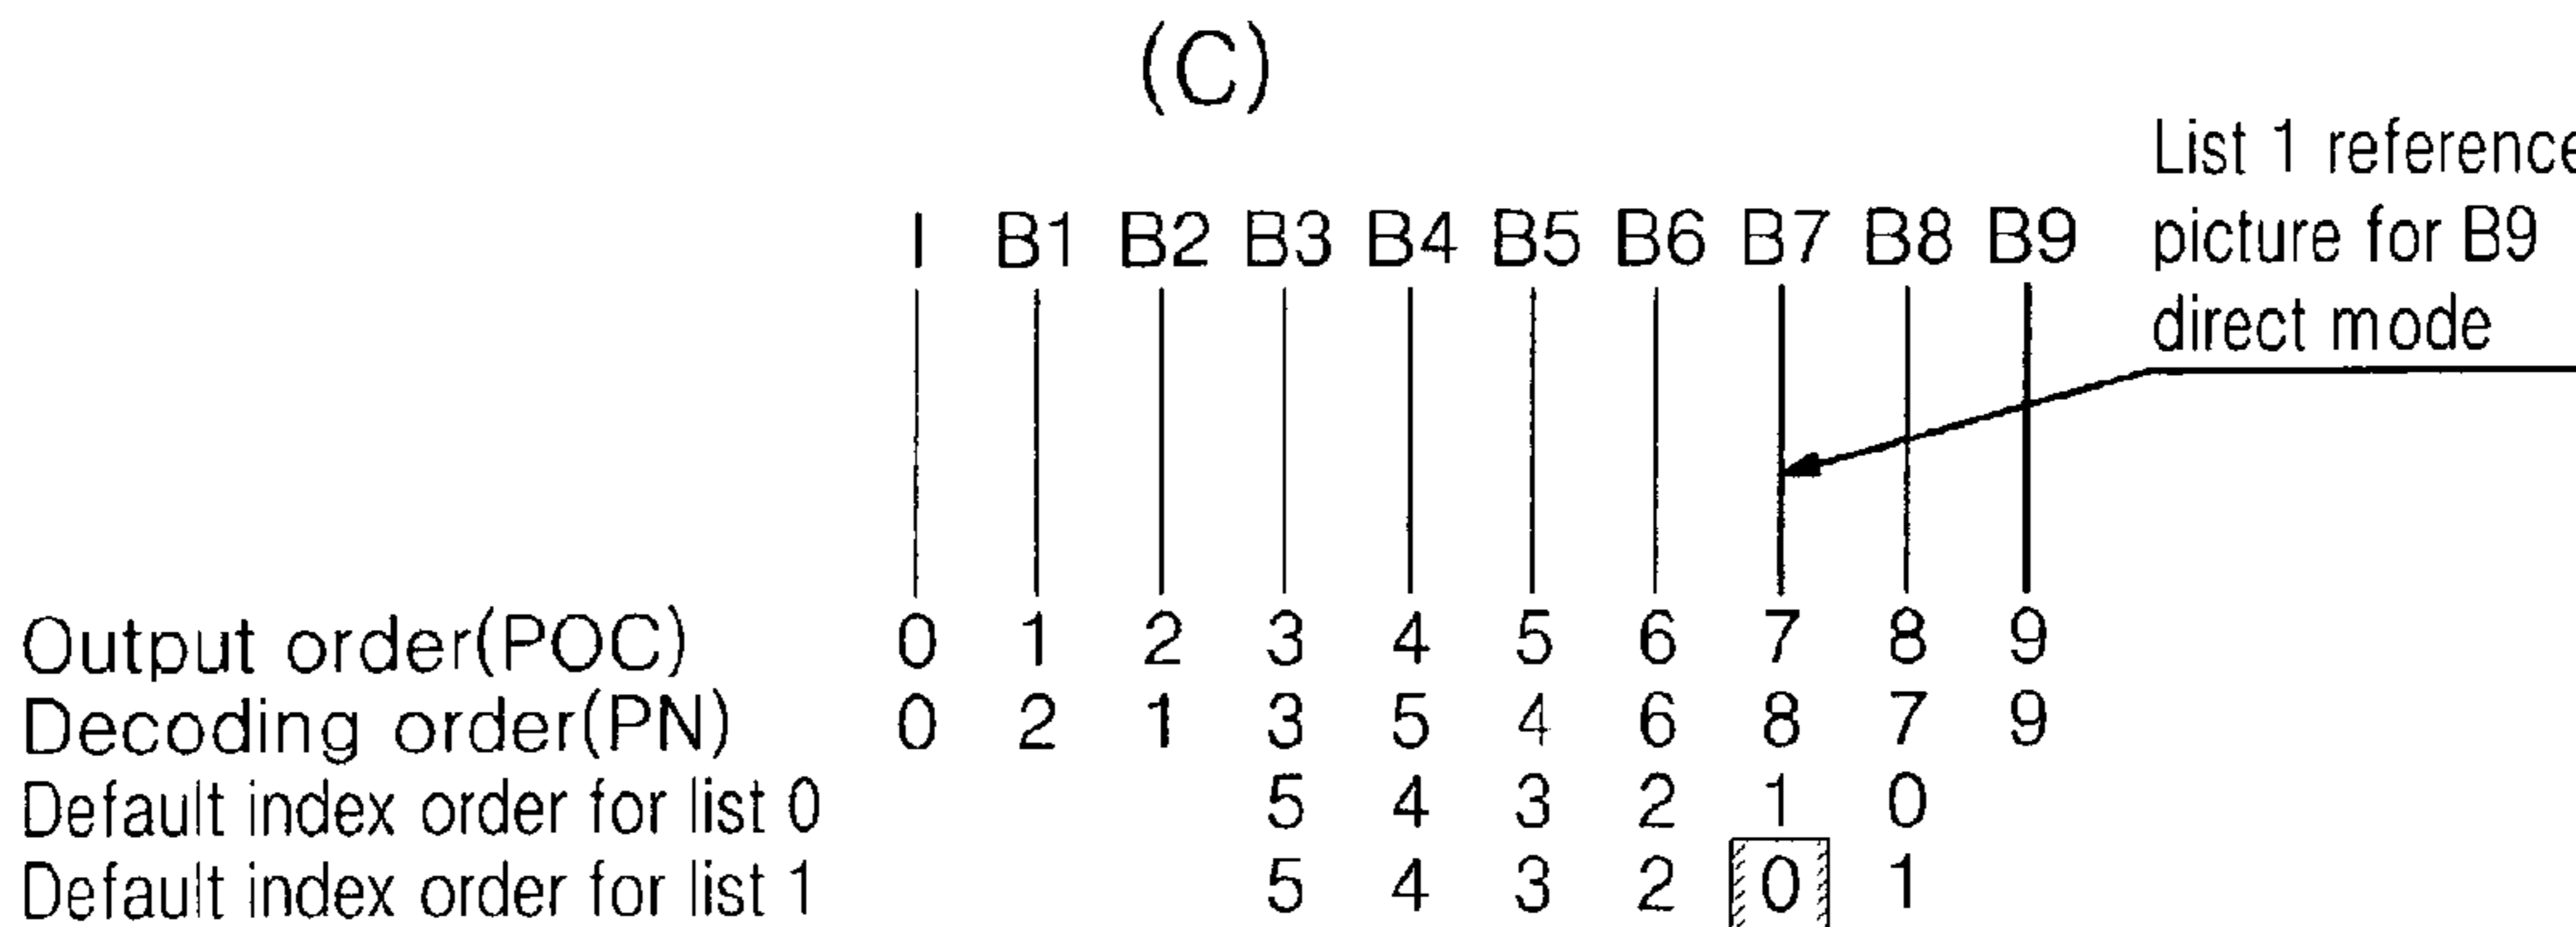 (C)
List 1 reference
picture for B9
direct mode
I B1 B2 B3 B4 B5 B6 B7 B8 B9
Output order(POC) 0 1 2 3 4 5 6 7 8 9
Decoding order(PN) 0 2 1 3 5 4 6 8 7 9
Default index order for list 0 5 4 3 2 1 0
Default index order for list 1 5 4 3 2 0 1